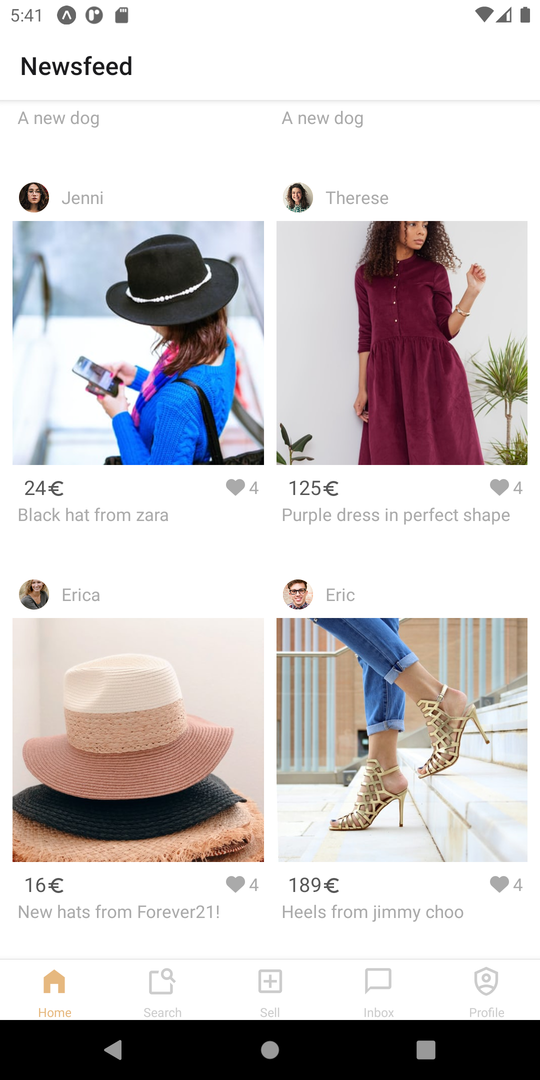 5:41
Newsfeed
A new dog
A new dog
Jenni
Therese
24€
4
125€
4
Black hat from zara
Purple dress in perfect shape
Erica
Eric
16€
4
189€
4
New hats from Forever21!
Heels from jimmy choo
Home
Search
Sell
Inbox
Profile